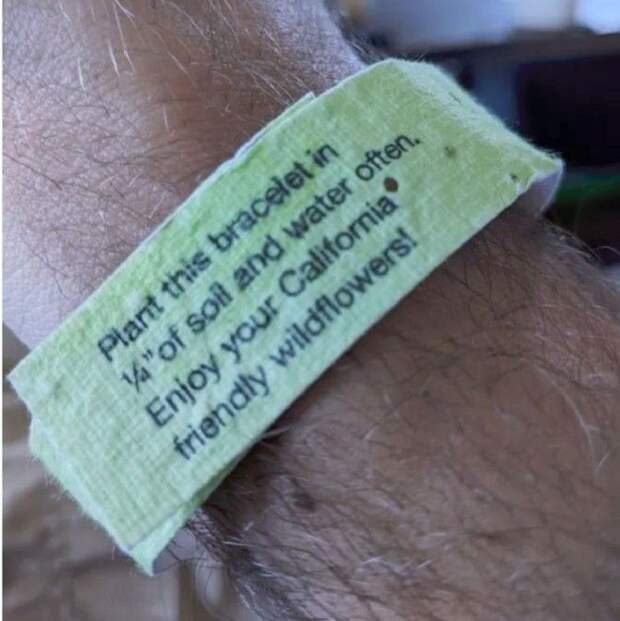 Plant this bracelet in
¼" of soil and water often.
Enjoy your California
friendly wildflowers!